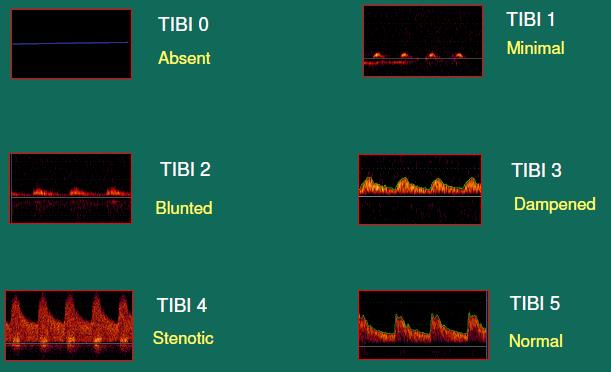 TIBI 0
Absent
TIBI 1
Minimal
TIBI 2
Blunted
TIBI 3
Dampened
TIBI 4
Stenotic
TIBI 5
Normal